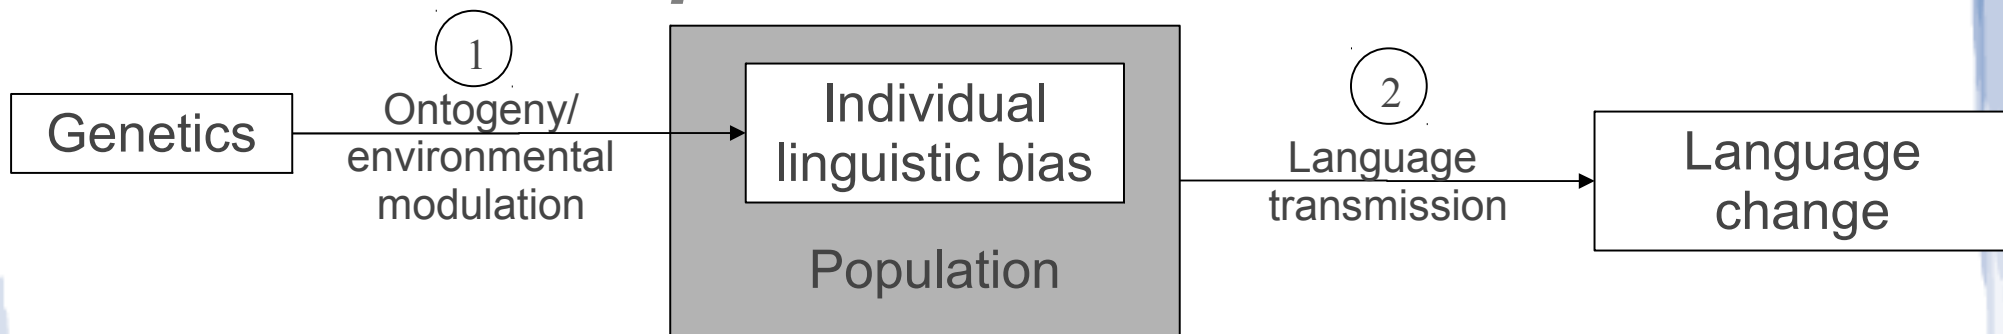 1
Genetics
Ontogeny/
environmental
modulation
Individual
linguistic bias
Population
2
Language
transmission
Language
change